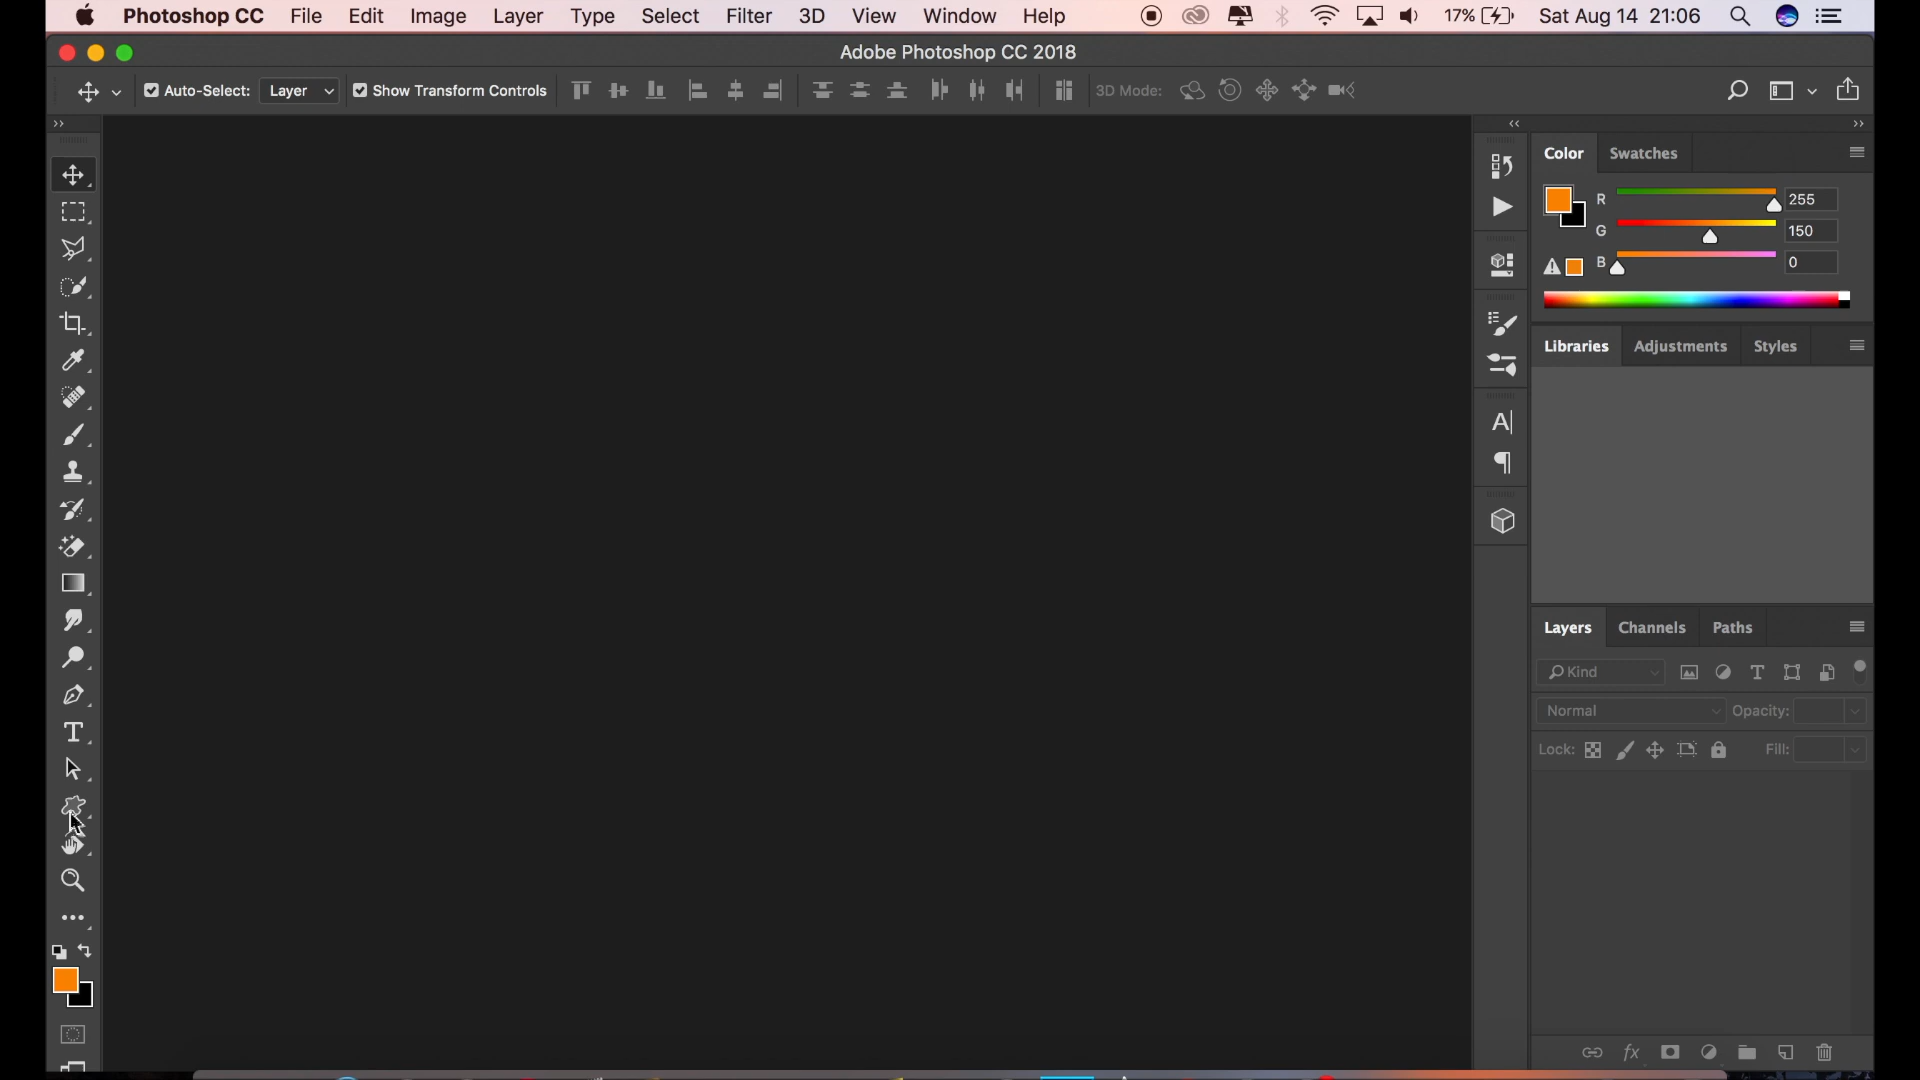 Photoshop CC File Edit Image Layer Type Select Filter 3D View Window Help 17% Sat Aug 14 21:06
Adobe Photoshop CC 2018
Auto-Select: Layer Show Transform Controls 3D Mode:
Color Swatches
R 255
G 150
B 0
A
Libraries Adjustments Styles
Layers Channels Paths
Kind T
Normal Opacity:
Lock: Fill:
T
fx